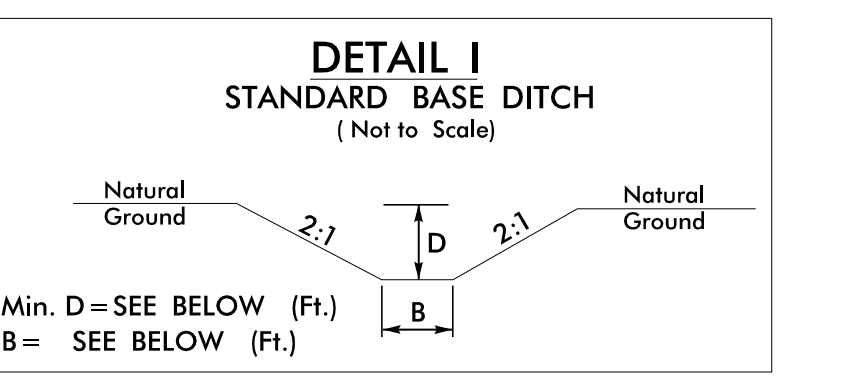 DETAIL 1
STANDARD BASE DITCH
( Not to Scale)
Natural
Ground
2:1
D
2:1
Natural
Ground
Min. D = SEE BELOW (Ft.)
B = SEE BELOW (Ft.)
B